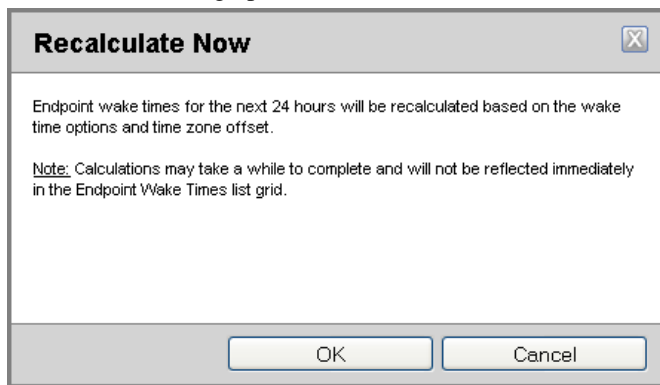 Recalculate Now
X
Endpoint wake times for the next 24 hours will be recalculated based on the wake
time options and time zone offset.
Note: Calculations may take a while to complete and will not be reflected immediately
in the Endpoint Wake Times list grid.
OK Cancel